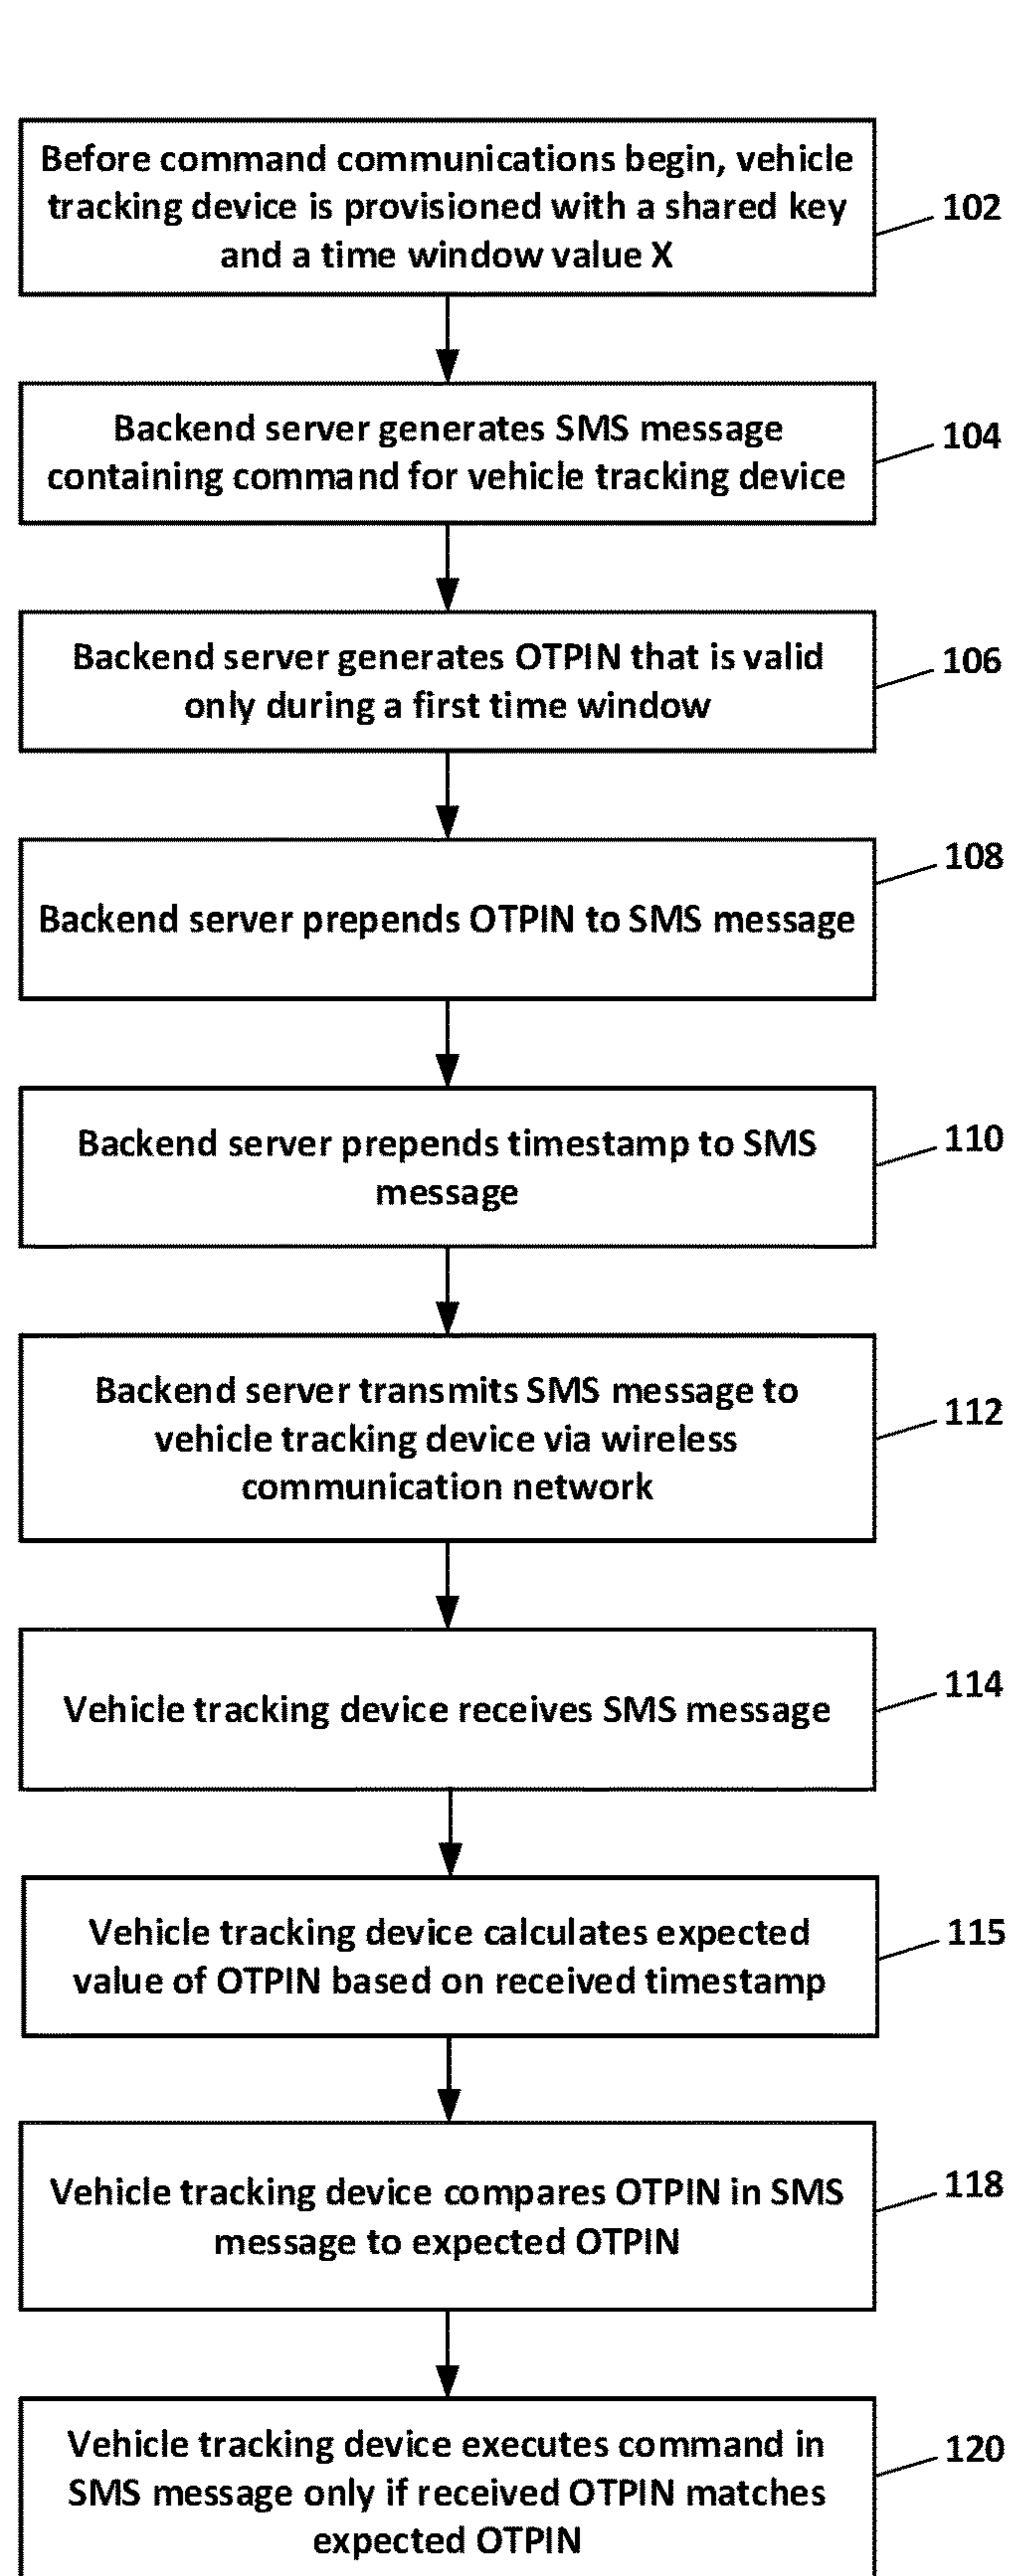 Before command communications begin, vehicle
tracking device is provisioned with a shared key
and a time window value X
102
Backend server generates SMS message
containing command for vehicle tracking device
104
Backend server generates OTPIN that is valid
only during a first time window
106
Backend server prepends OTPIN to SMS message
108
Backend server prepends timestamp to SMS
message
110
Backend server transmits SMS message to
vehicle tracking device via wireless
communication network
112
Vehicle tracking device receives SMS message
114
Vehicle tracking device calculates expected
value of OTPIN based on received timestamp
115
Vehicle tracking device compares OTPIN in SMS
message to expected OTPIN
118
Vehicle tracking device executes command in
SMS message only if received OTPIN matches
expected OTPIN
120